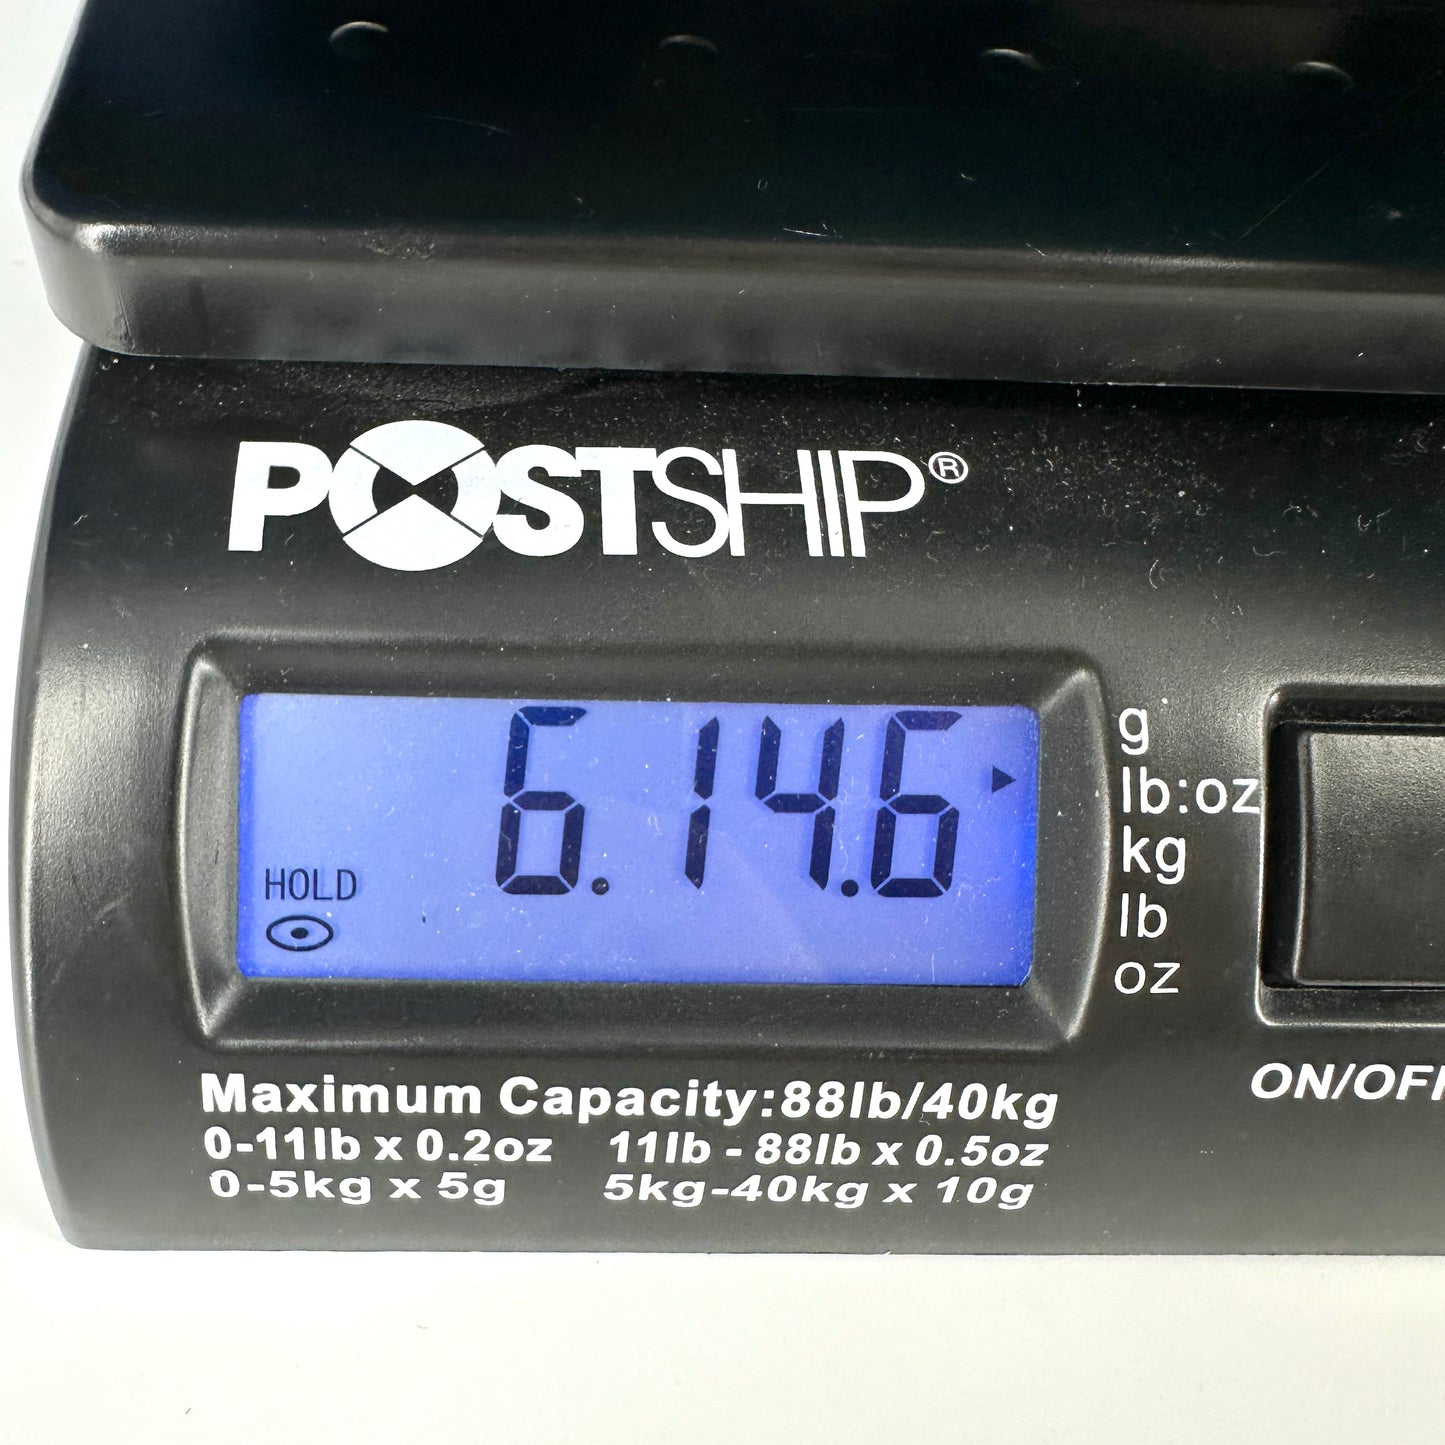 POSTSHIP®
6.14.6
HOLD
g
lb:oz
kg
lb
oz
ON/OFF
Maximum Capacity:88lb/40kg
0-11lb x 0.2oz 11lb - 88lb x 0.5oz
0-5kg x 5g 5kg-40kg x 10g